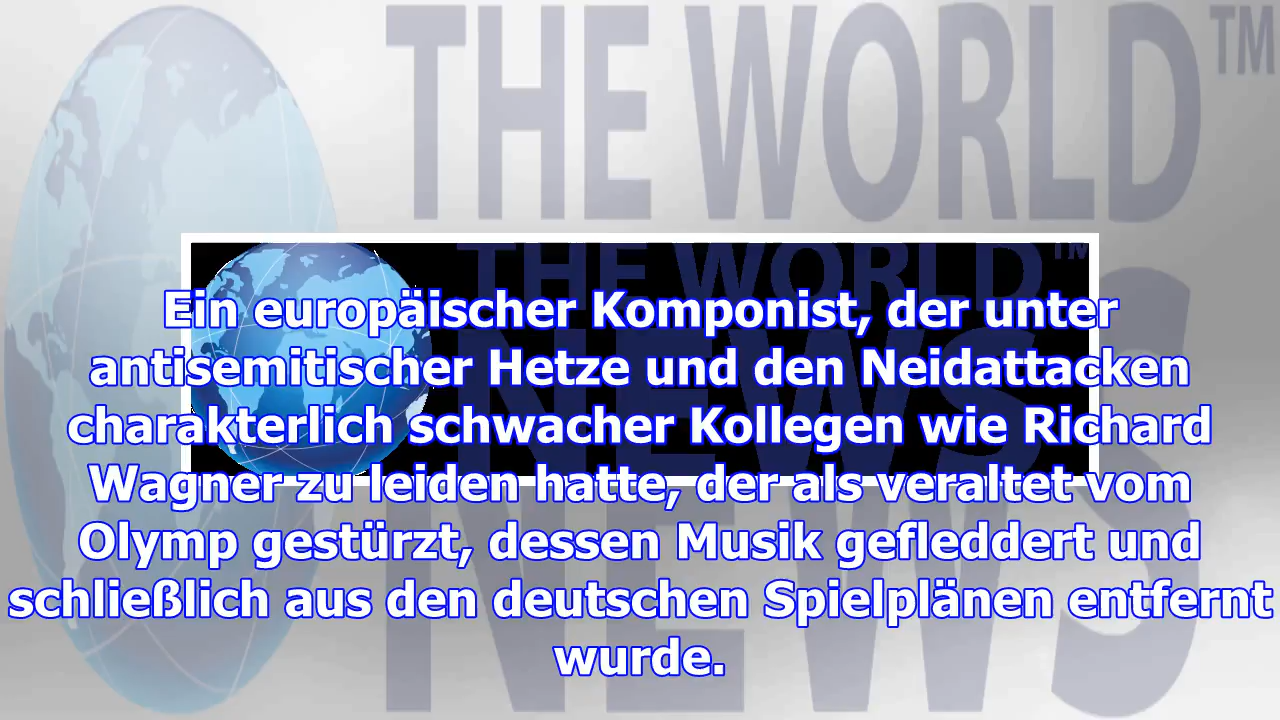 THE WORLD™
NEWS
THE WORLD™
NEWS
Ein europäischer Komponist, der unter
antisemitischer Hetze und den Neidattacken
charakterlich schwacher Kollegen wie Richard
Wagner zu leiden hatte, der als veraltet vom
Olymp gestürzt, dessen Musik gefleddert und
schließlich aus den deutschen Spielplänen entfernt
wurde.